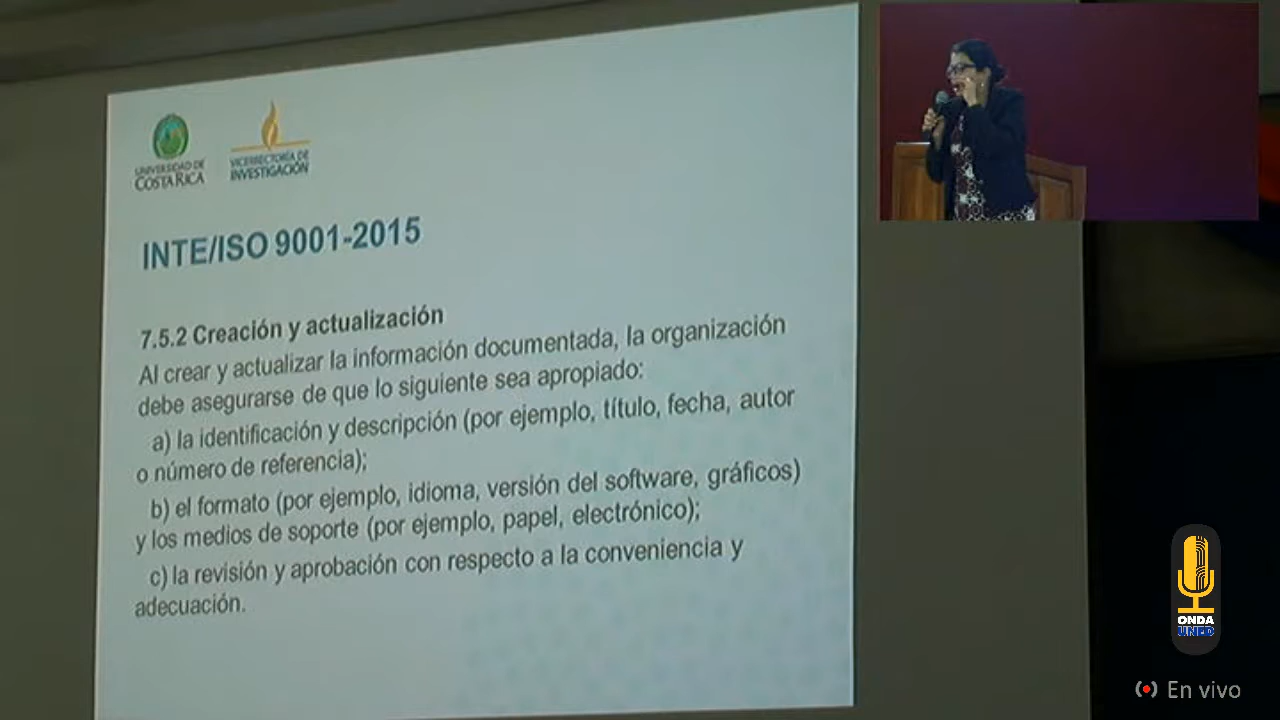 UNIVERSIDAD DE
COSTA RICA
VICERRECTORÍA DE
INVESTIGACIÓN
INTE/ISO 9001-2015
7.5.2 Creación y actualización
Al crear y actualizar la información documentada, la organización
debe asegurarse de que lo siguiente sea apropiado:
a) la identificación y descripción (por ejemplo, título, fecha, autor
o número de referencia);
b) el formato (por ejemplo, idioma, versión del software, gráficos)
y los medios de soporte (por ejemplo, papel, electrónico);
c) la revisión y aprobación con respecto a la conveniencia y
adecuación.
ONDA
UNED
En vivo